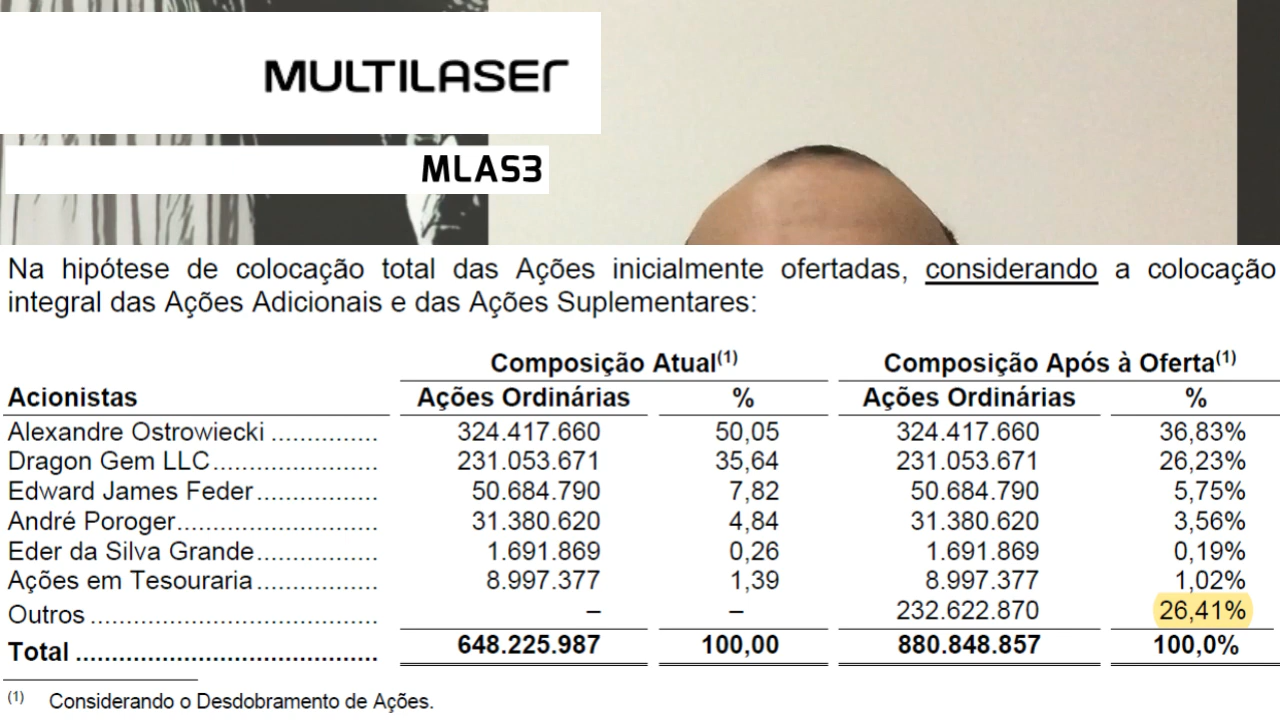 MULTILASER
MLAS3
Na hipótese de colocação total das Ações inicialmente ofertadas, considerando a colocação
integral das Ações Adicionais e das Ações Suplementares:
Composição Atual(1) Composição Após à Oferta(1)
Acionistas Ações Ordinárias % Ações Ordinárias %
Alexandre Ostrowiecki ............... 324.417.660 50,05 324.417.660 36,83%
Dragon Gem LLC....................... 231.053.671 35,64 231.053.671 26,23%
Edward James Feder................. 50.684.790 7,82 50.684.790 5,75%
André Poroger............................ 31.380.620 4,84 31.380.620 3,56%
Eder da Silva Grande................. 1.691.869 0,26 1.691.869 0,19%
Ações em Tesouraria................. 8.997.377 1,39 8.997.377 1,02%
Outros ........................................ – – 232.622.870 26,41%
Total ........................................ 648.225.987 100,00 880.848.857 100,0%
(1) Considerando o Desdobramento de Ações.